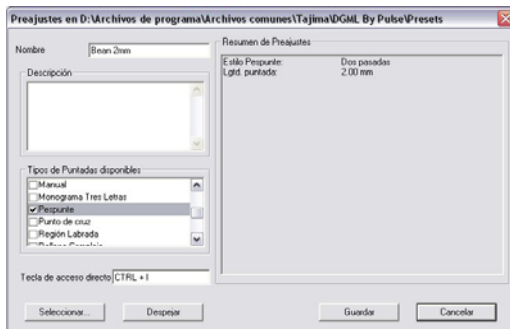 Preajustes en D:\Archivos de programa\Archivos comunes\Tajima\DGML By Pulse\Presets
Nombre
Bean 2mm
Descripción
Tipos de Puntadas disponibles
Manual
Monograma Tres Letras
Pespunte
Punto de cruz
Región Labrada
Tecla de acceso directo CTRL + I
Seleccionar...
Despejar
Resumen de Preajustes
Estilo Pespunte: Dos pasadas
Lgtd. puntada: 2.00 mm
Guardar
Cancelar